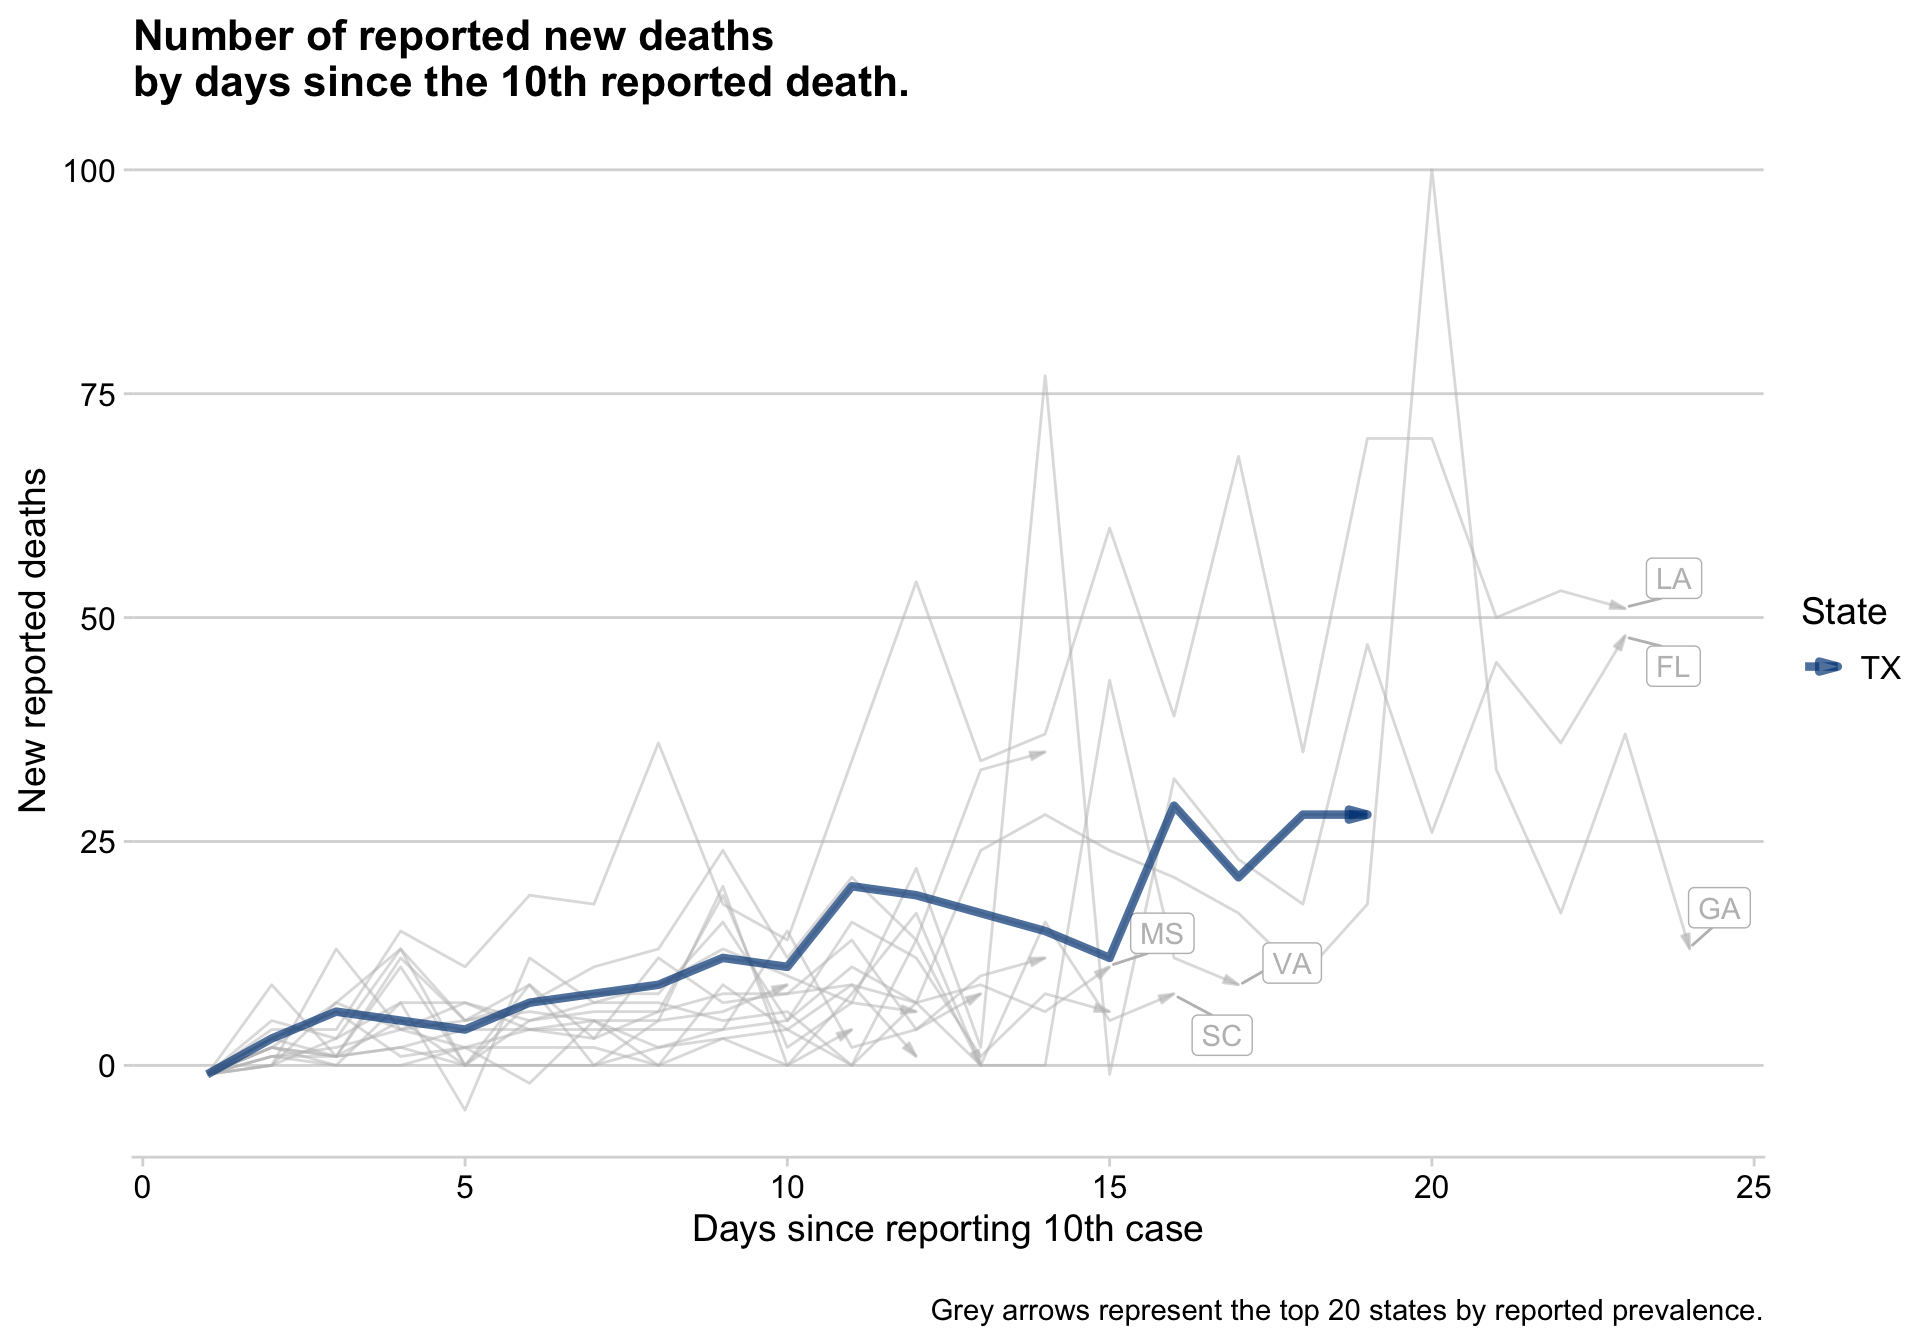 Number of reported new deaths
by days since the 10th reported death.
100
75
50
25
0
New reported deaths
LA
FL
GA
MS
VA
SC
State
TX
0 5 10 15 20 25
Days since reporting 10th case
Grey arrows represent the top 20 states by reported prevalence.